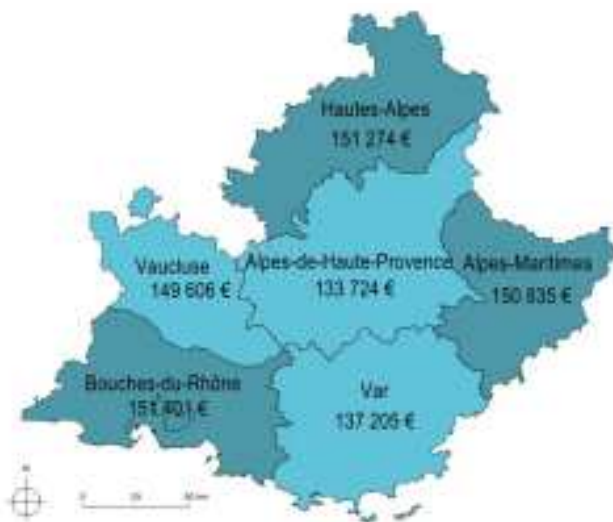 Hautes-Alpes
151 274 €
Vaucluse
149 606 €
Alpes-de-Haute-Provence
133 724 €
Alpes-Maritimes
150 835 €
Bouches-du-Rhône
151 401 €
Var
137 205 €
0